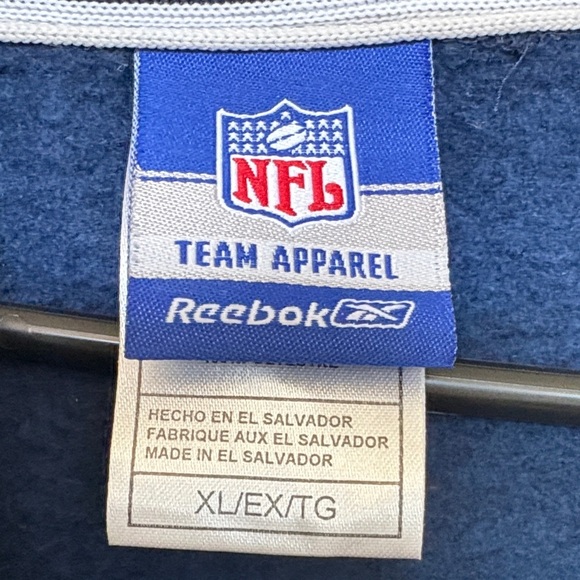 NFL
TEAM APPAREL
Reebok
HECHO EN EL SALVADOR
FABRIQUE AUX EL SALVADOR
MADE IN EL SALVADOR
XL/EX/TG